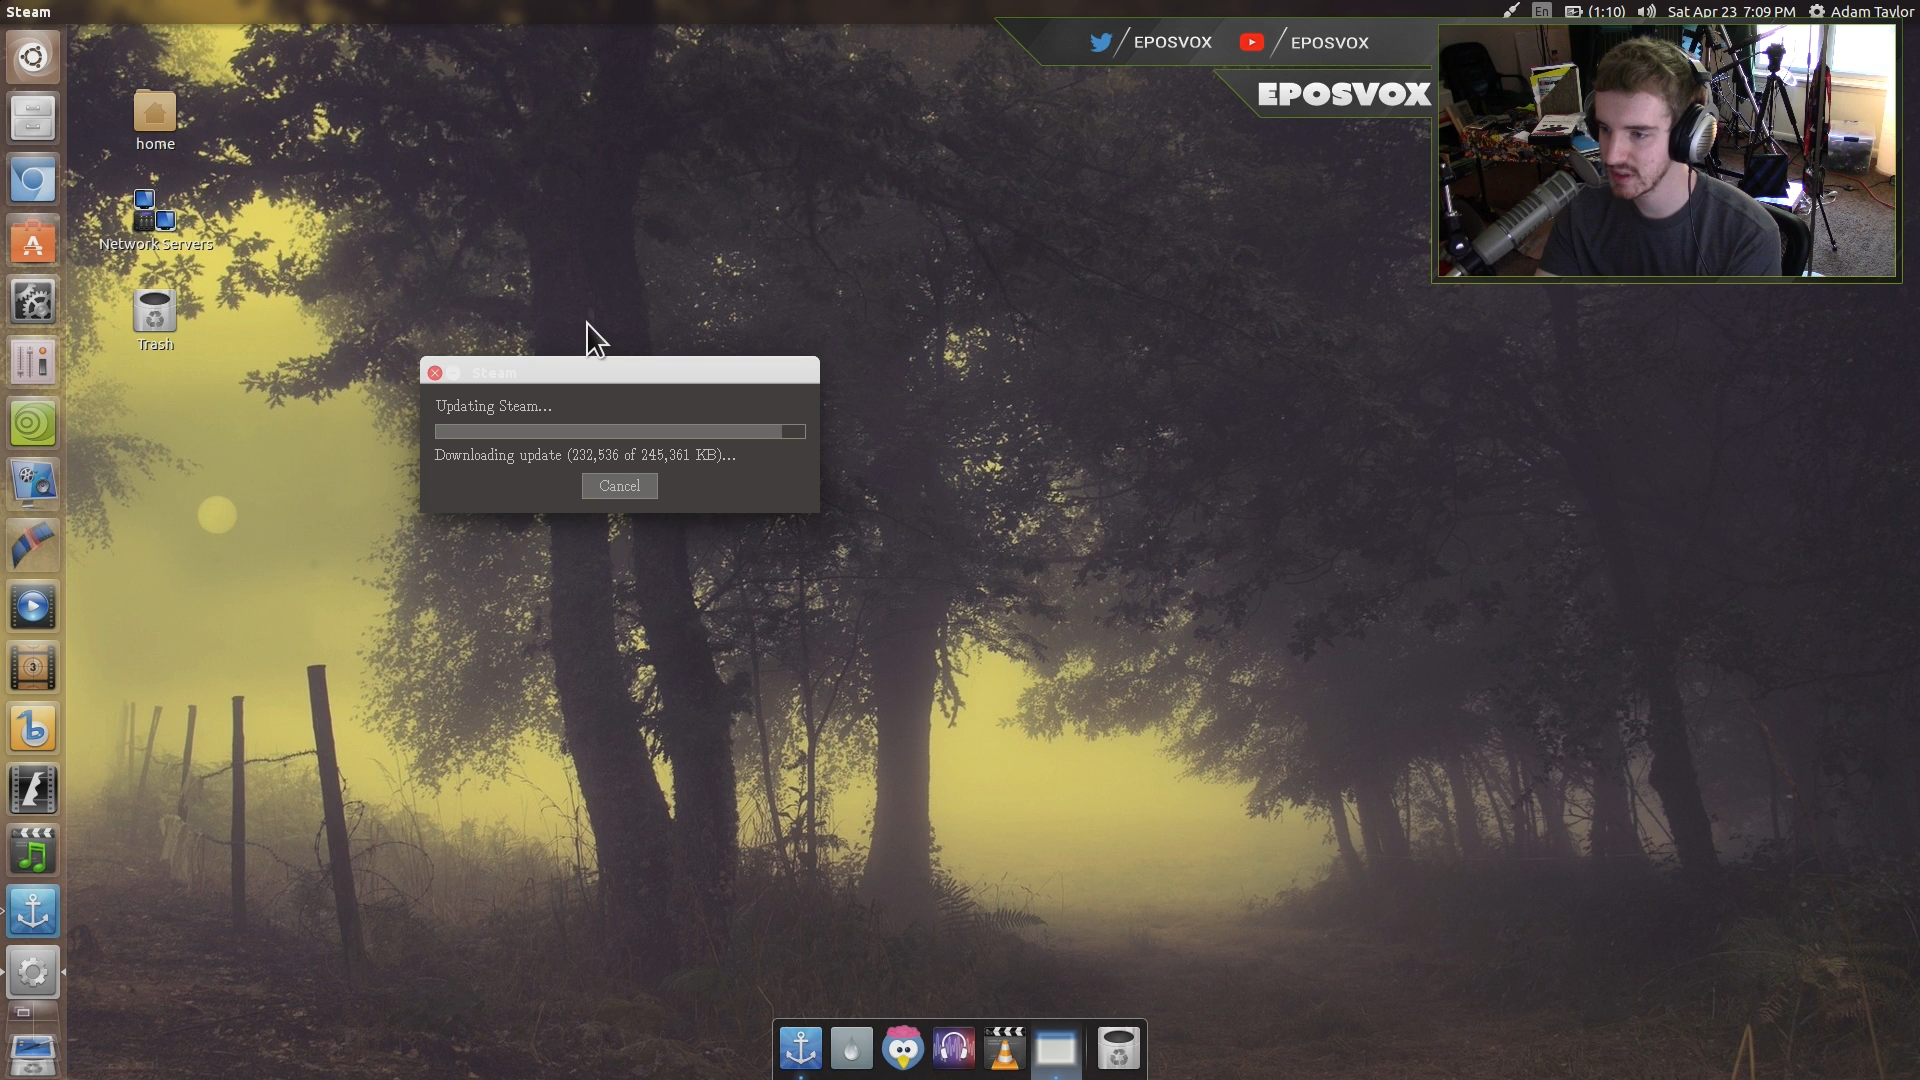 Steam
En
(1:10)
Sat Apr 23 7:09 PM
Adam Taylor
EPOSVOX
EPOSVOX
EPOSVOX
home
Network Servers
Trash
Steam
Updating Steam...
Downloading update (232,536 of 245,361 KB)...
Cancel
3